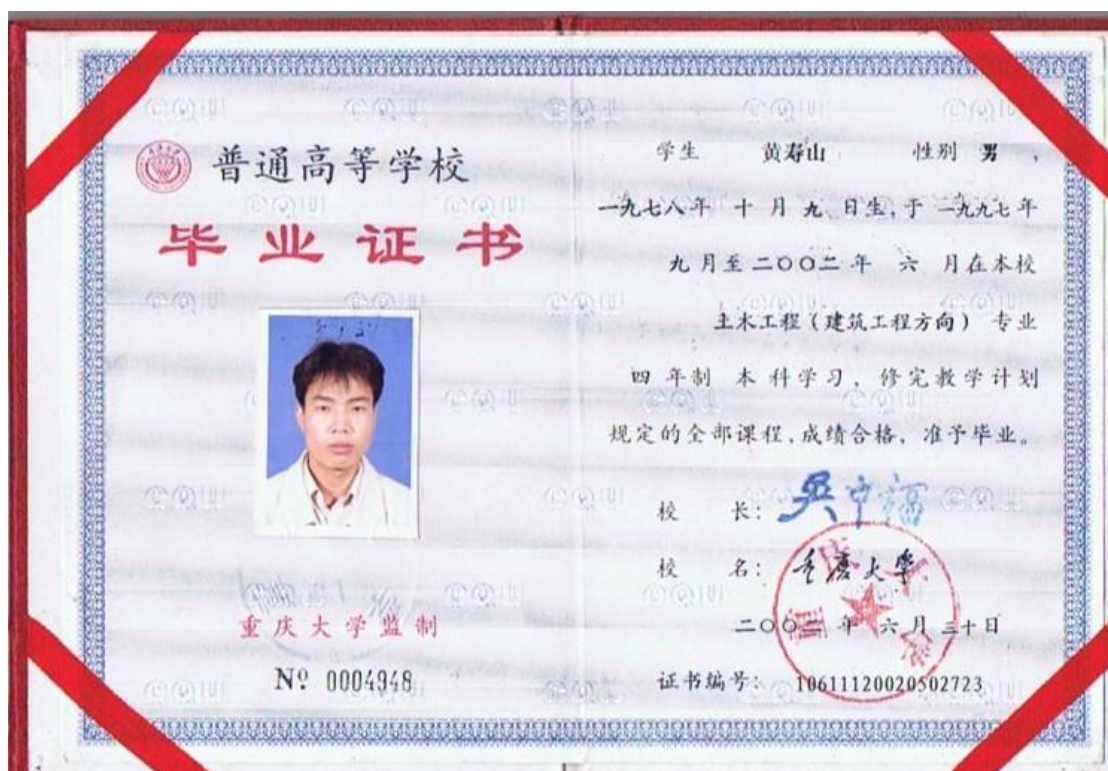 普通高等学校
毕业证书
重庆大学监制
Nº 0004948
学生 黄寿山 性别 男,
一九七八年 十 月 九 日生,于 一九九七年
九 月至 二〇〇二 年 六 月在本校
土木工程(建筑工程方向) 专业
四 年制 本 科学习,修完教学计划
规定的全部课程,成绩合格,准予毕业。
校 长: 吴中福
校 名: 重庆大学
二〇〇二 年 六 月 三十日
证书编号: 10611120020502723